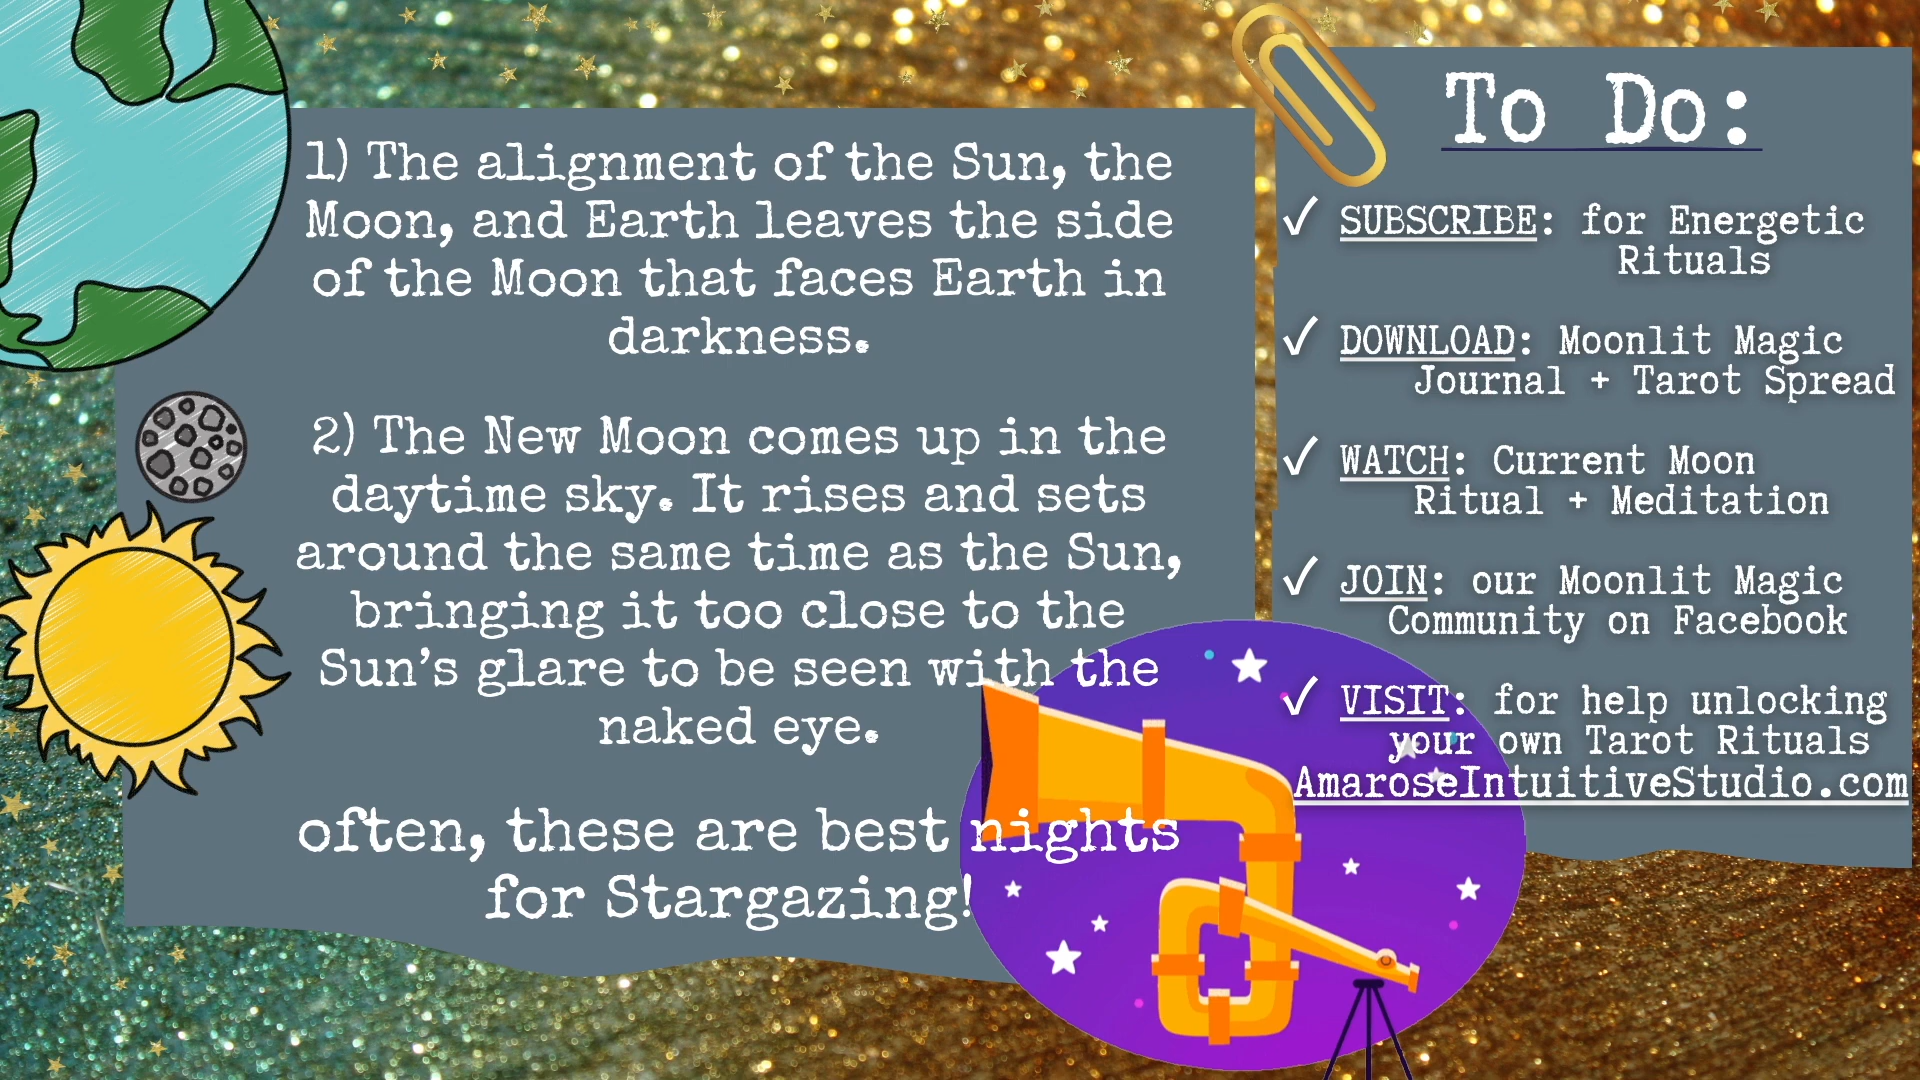 1) The alignment of the Sun, the
Moon, and Earth leaves the side
of the Moon that faces Earth in
darkness.
2) The New Moon comes up in the
daytime sky. It rises and sets
around the same time as the Sun,
bringing it too close to the
Sun's glare to be seen with the
naked eye.
often, these are best nights
for Stargazing!
To Do:
✓ SUBSCRIBE: for Energetic
Rituals
✓ DOWNLOAD: Moonlit Magic
Journal + Tarot Spread
✓ WATCH: Current Moon
Ritual + Meditation
✓ JOIN: our Moonlit Magic
Community on Facebook
✓ VISIT: for help unlocking
your own Tarot Rituals
AmaroseIntuitiveStudio.com